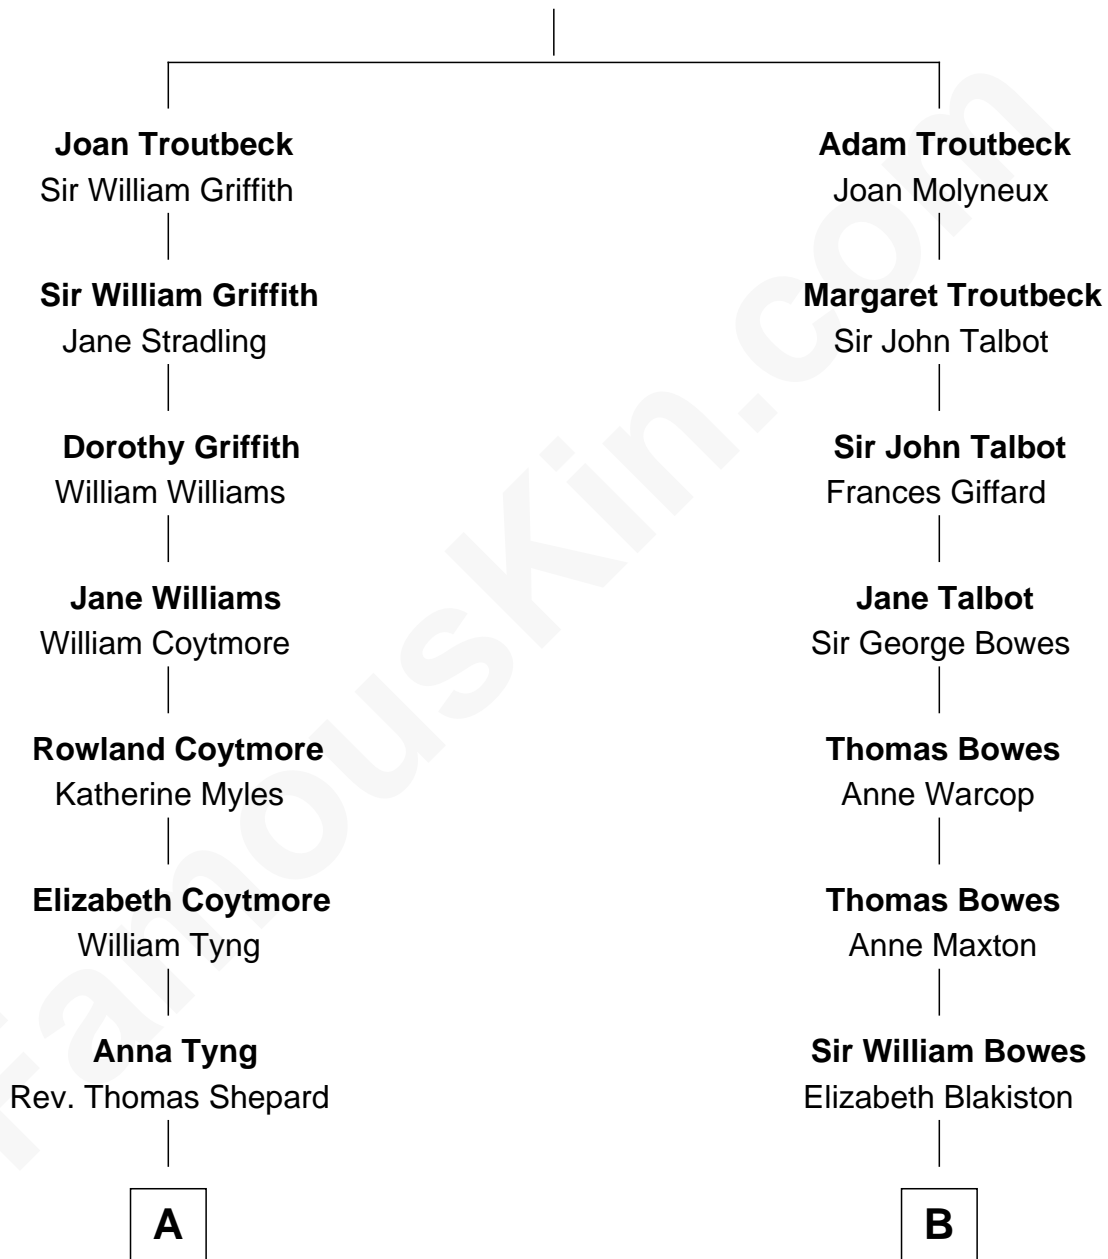 Joan Troutbeck
Sir William Griffith
Sir William Griffith
Jane Stradling
Dorothy Griffith
William Williams
Jane Williams
William Coytmore
Rowland Coytmore
Katherine Myles
Elizabeth Coytmore
William Tyng
Anna Tyng
Rev. Thomas Shepard
A
Adam Troutbeck
Joan Molyneux
Margaret Troutbeck
Sir John Talbot
Sir John Talbot
Frances Giffard
Jane Talbot
Sir George Bowes
Thomas Bowes
Anne Warcop
Thomas Bowes
Anne Maxton
Sir William Bowes
Elizabeth Blakiston
B
FamousKin.com